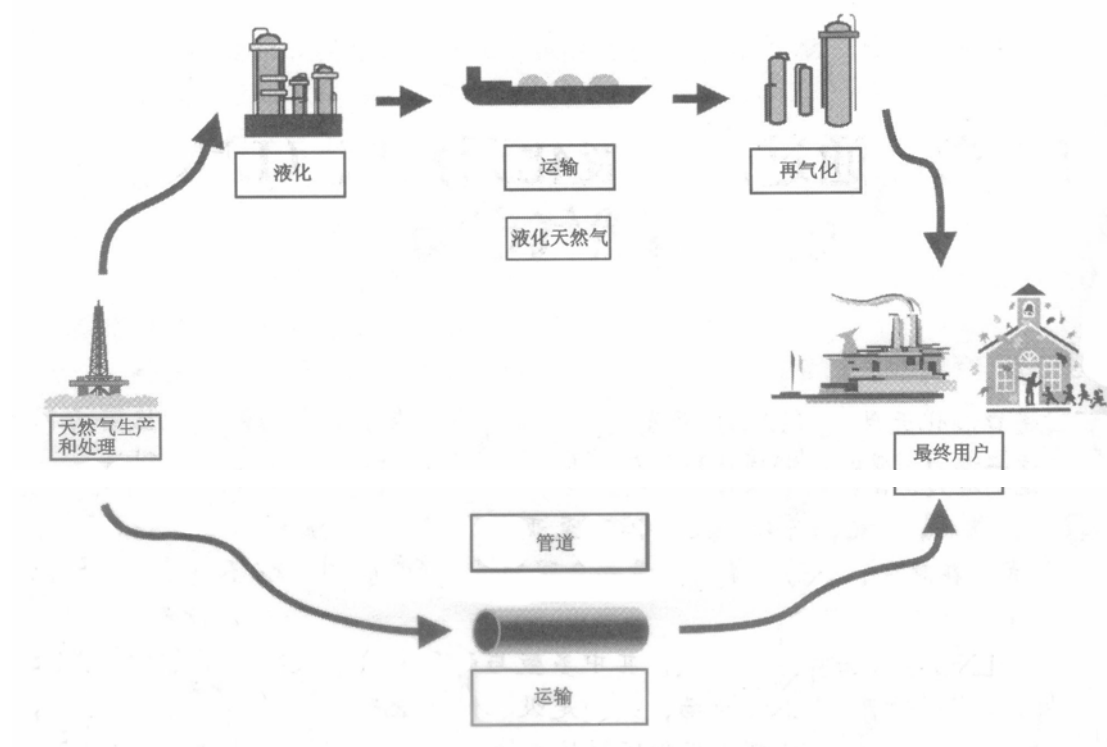 液化
运输
再气化
液化天然气
天然气生产
和处理
最终用户
管道
运输